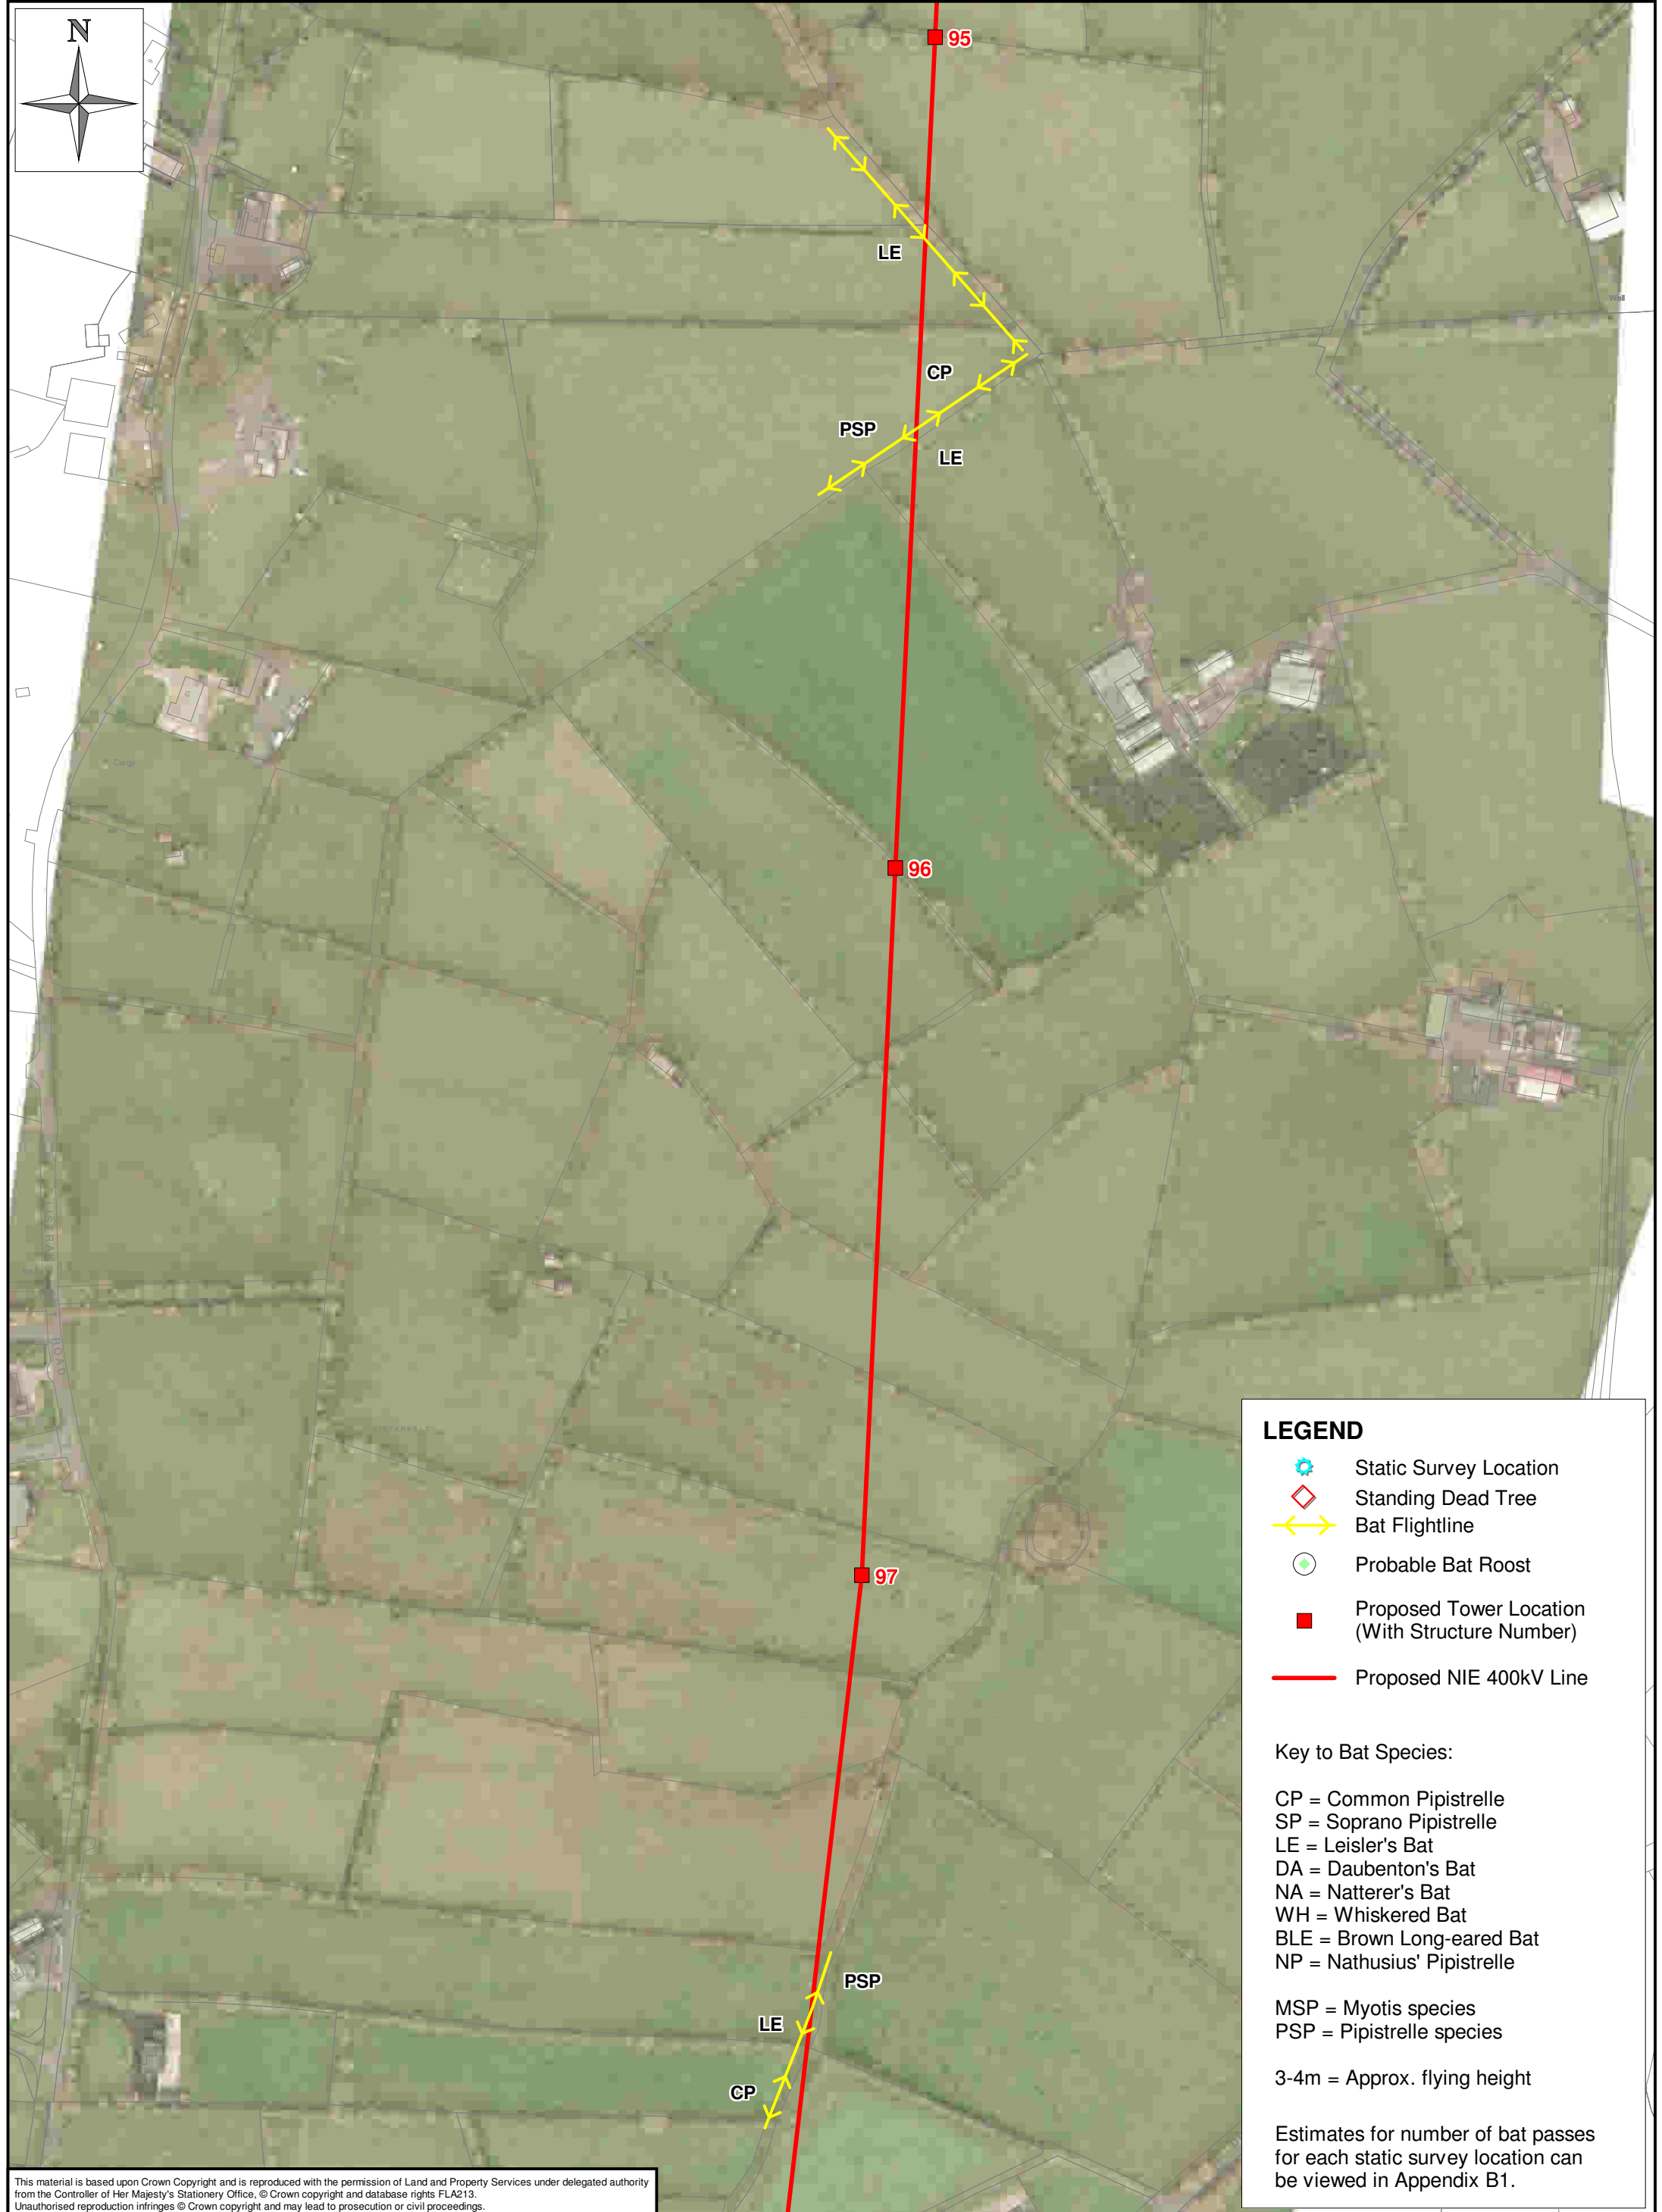 N
95
LE
Well
CP
PSP
LE
96
ROAD
97
PSP
LE
CP
LEGEND
Static Survey Location
Standing Dead Tree
Bat Flightline
Probable Bat Roost
Proposed Tower Location
(With Structure Number)
Proposed NIE 400kV Line
Key to Bat Species:
CP = Common Pipistrelle
SP = Soprano Pipistrelle
LE = Leisler's Bat
DA = Daubenton's Bat
NA = Natterer's Bat
WH = Whiskered Bat
BLE = Brown Long-eared Bat
NP = Nathusius' Pipistrelle
MSP = Myotis species
PSP = Pipistrelle species
3-4m = Approx. flying height
Estimates for number of bat passes
for each static survey location can
be viewed in Appendix B1.
This material is based upon Crown Copyright and is reproduced with the permission of Land and Property Services under delegated authority
from the Controller of Her Majesty's Stationery Office, © Crown copyright and database rights FLA213.
Unauthorised reproduction infringes © Crown copyright and may lead to prosecution or civil proceedings.